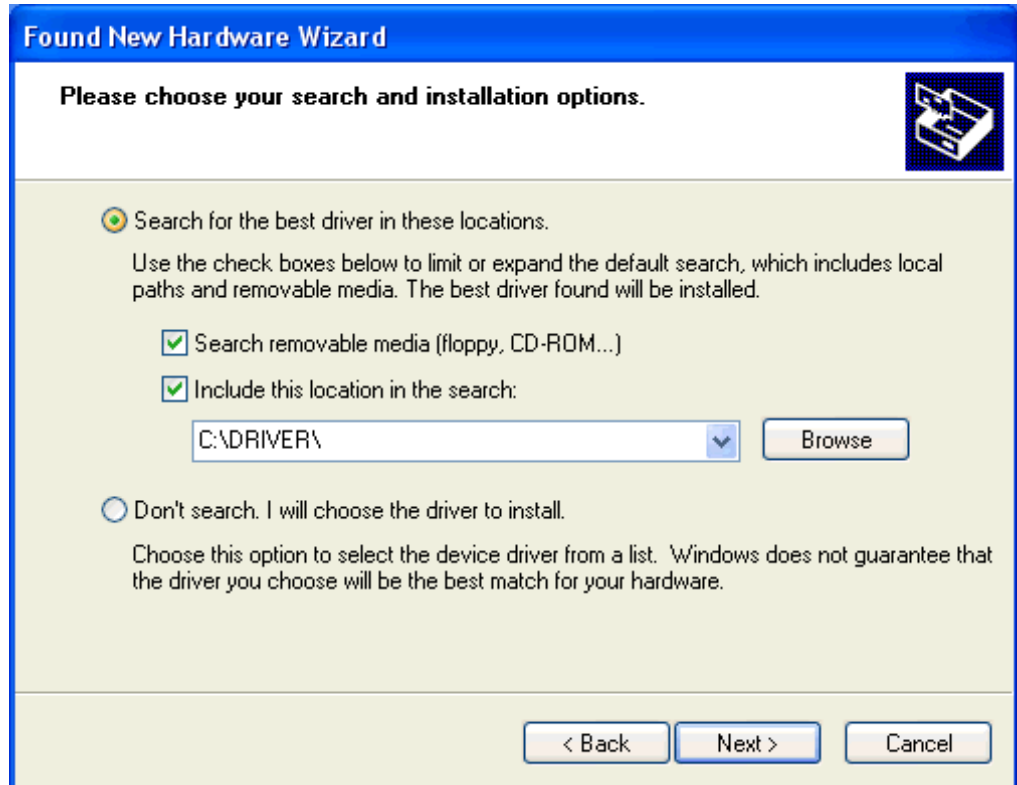 Found New Hardware Wizard
Please choose your search and installation options.
Search for the best driver in these locations.
Use the check boxes below to limit or expand the default search, which includes local
paths and removable media. The best driver found will be installed.
Search removable media (floppy, CD-ROM...)
Include this location in the search:
C:\DRIVER\
Browse
Don't search. I will choose the driver to install.
Choose this option to select the device driver from a list.  Windows does not guarantee that
the driver you choose will be the best match for your hardware.
< Back
Next >
Cancel